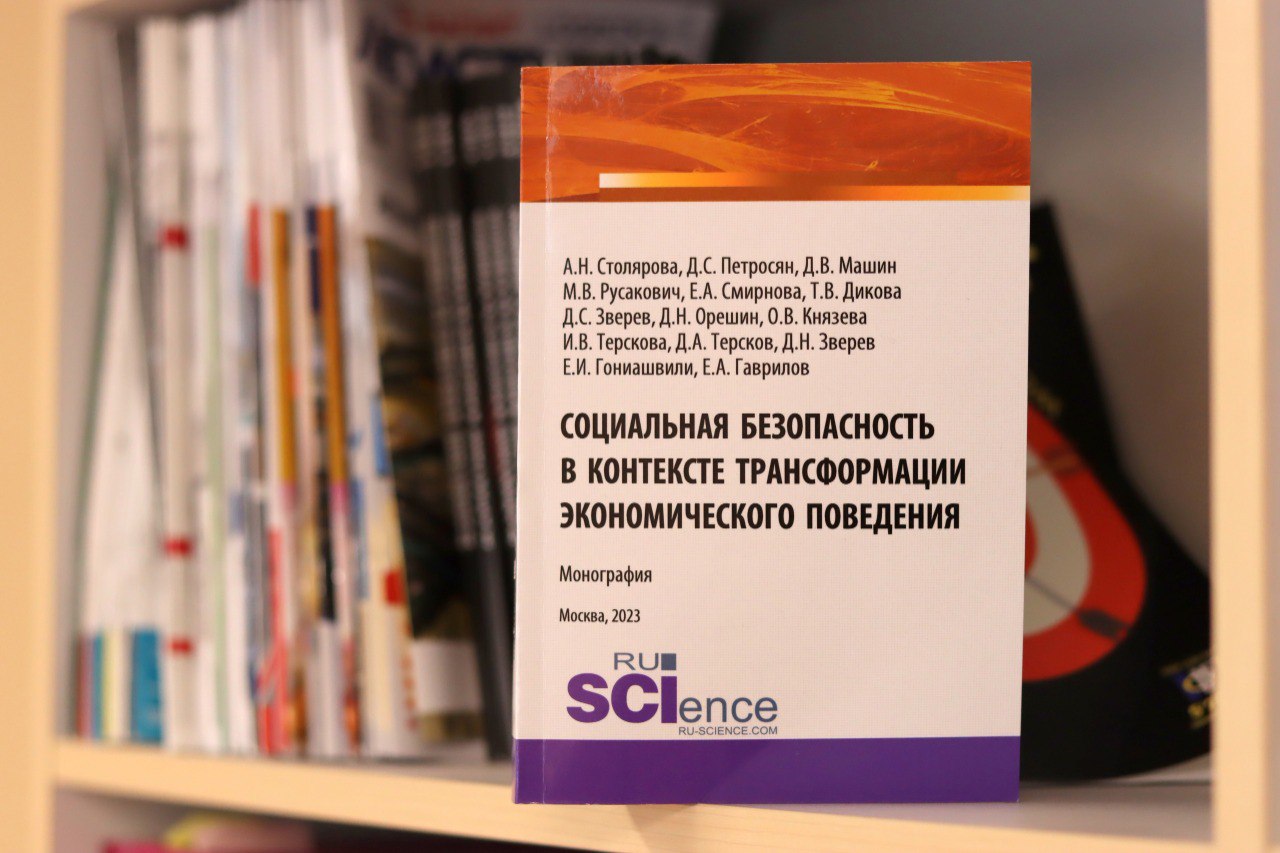 А.Н. Столярова, Д.С. Петросян, Д.В. Машин
М.В. Русакович, Е.А. Смирнова, Т.В. Дикова
Д.С. Зверев, Д.Н. Орешин, О.В. Князева
И.В. Терскова, Д.А. Терсков, Д.Н. Зверев
Е.И. Гониашвили, Е.А. Гаврилов
СОЦИАЛЬНАЯ БЕЗОПАСНОСТЬ
В КОНТЕКСТЕ ТРАНСФОРМАЦИИ
ЭКОНОМИЧЕСКОГО ПОВЕДЕНИЯ
Монография
Москва, 2023
RU
SCIence
RU-SCIENCE.COM